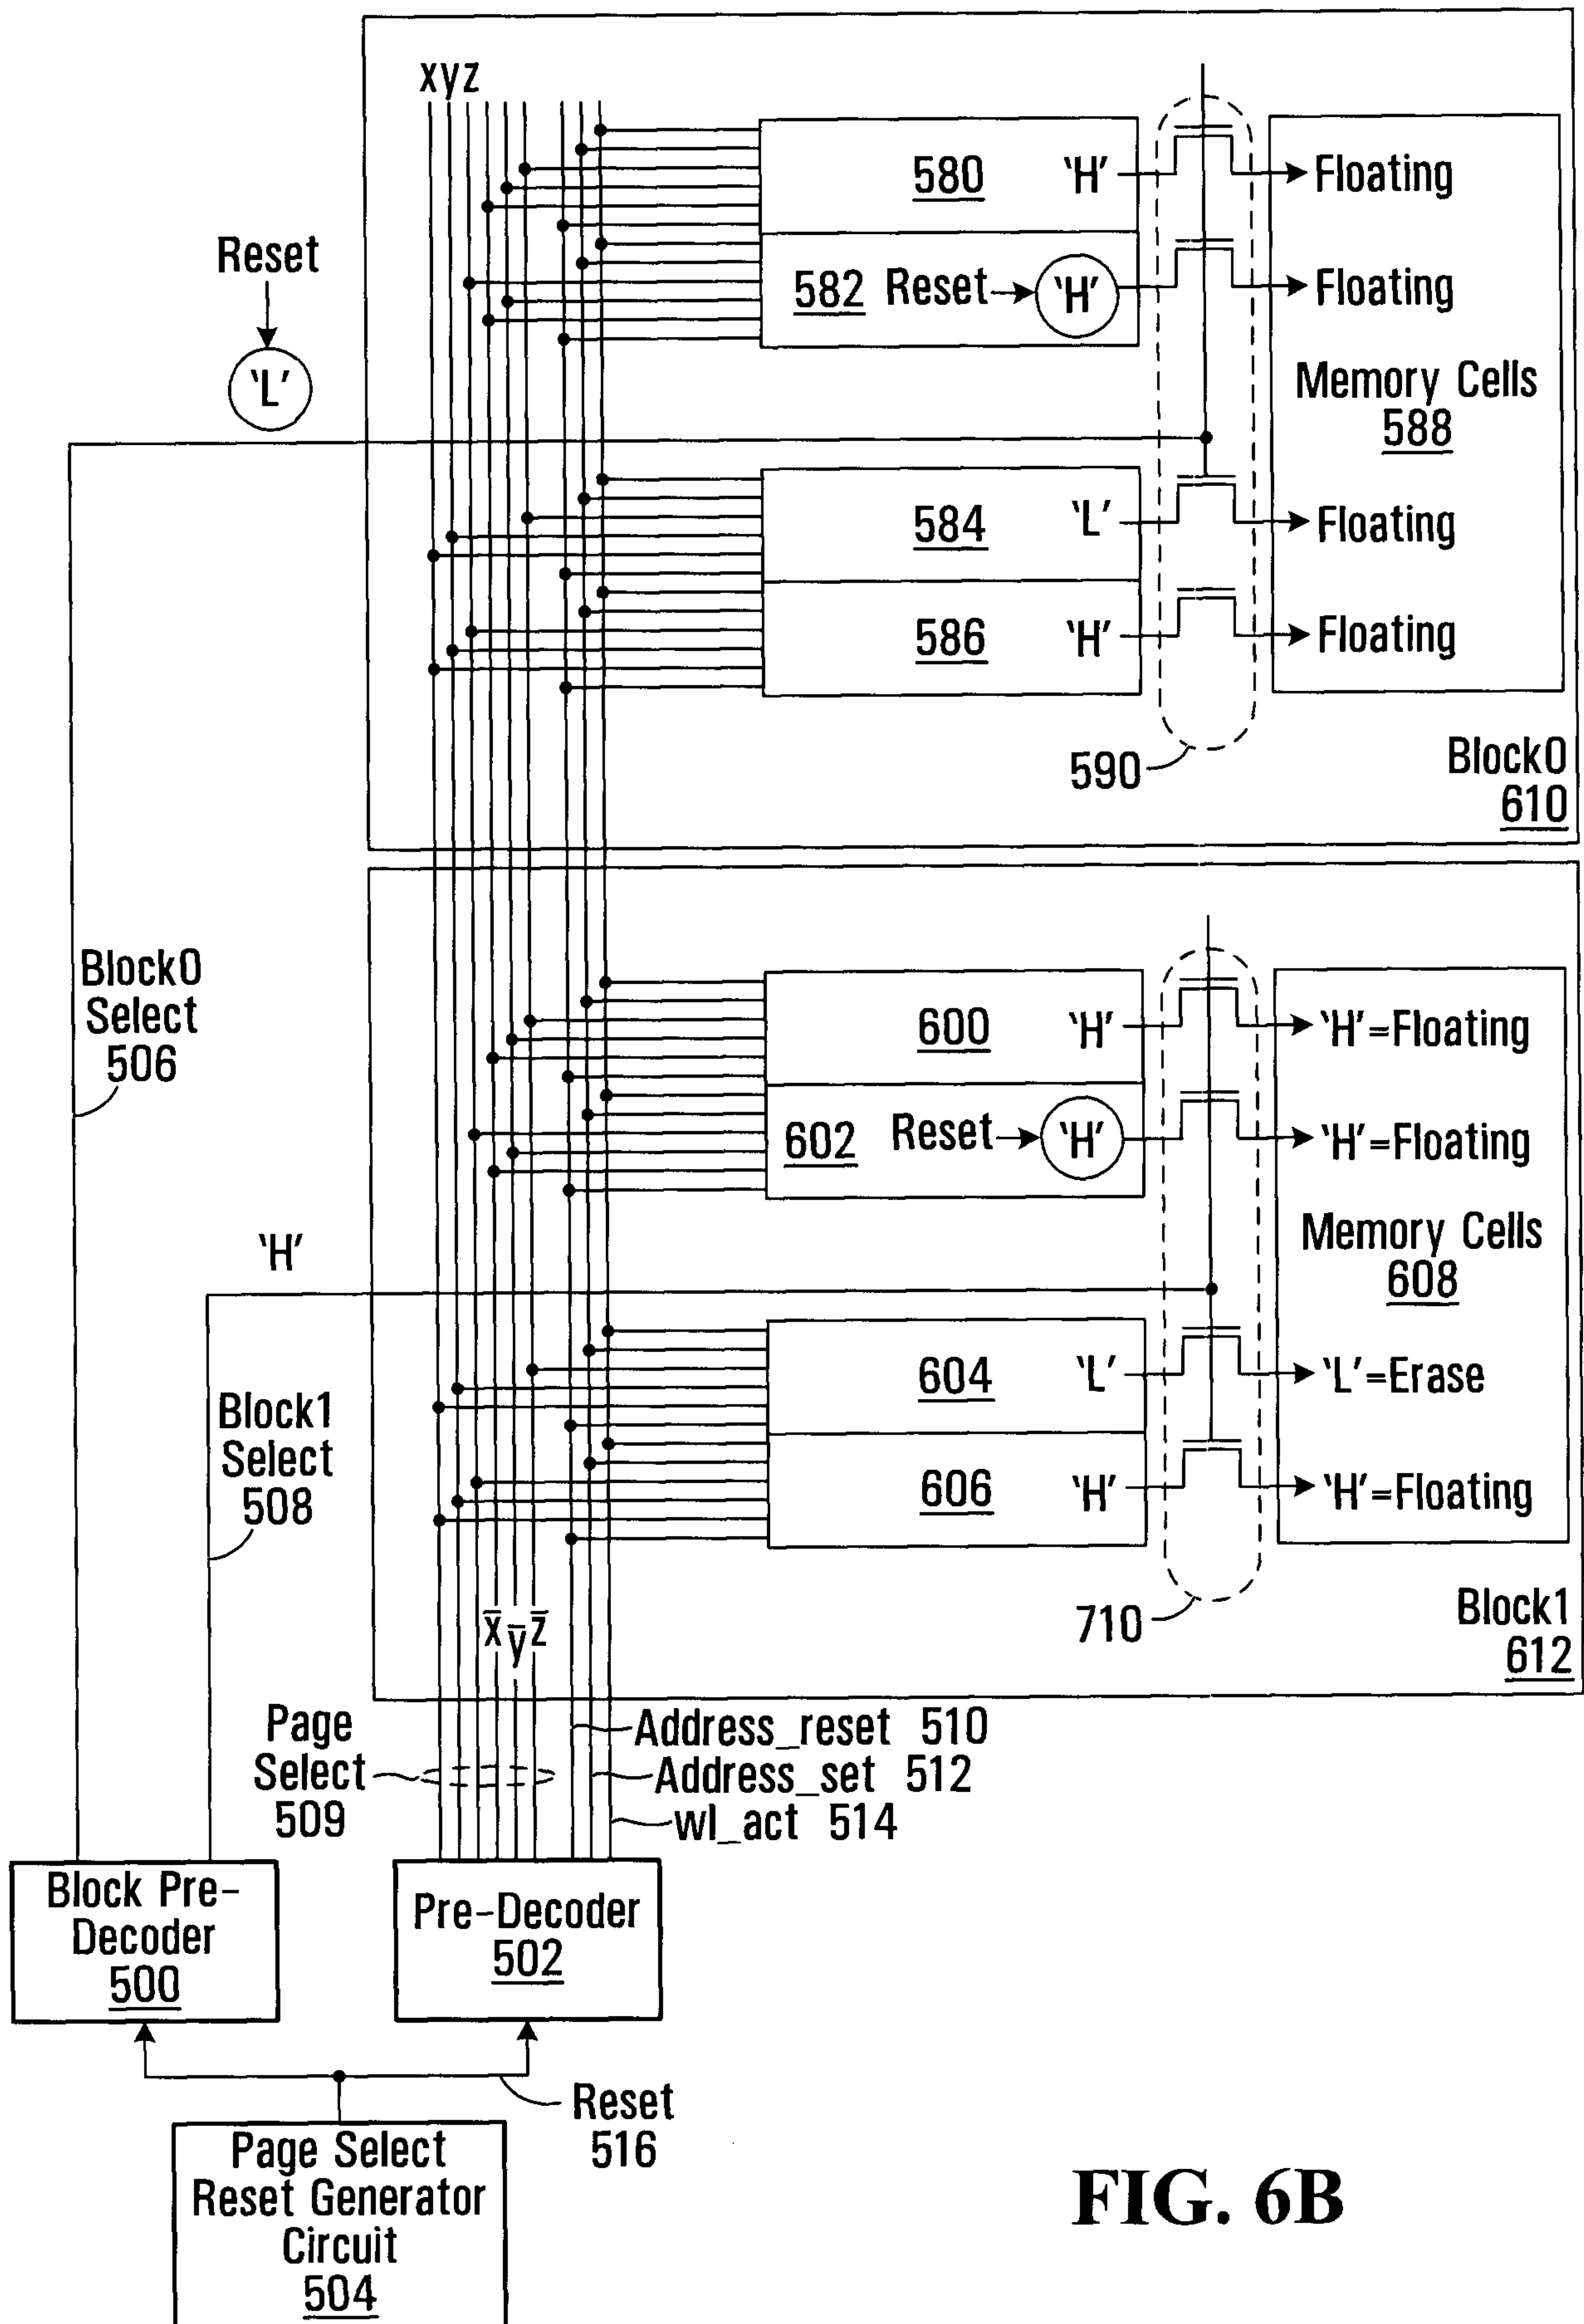 xyz
580 'H'
Floating
Reset
'L'
582 Reset 'H'
Floating
Memory Cells
588
584 'L'
Floating
586 'H'
Floating
590
Block0
610
Block0
Select
506
600 'H'
'H'=Floating
602 Reset 'H'
'H'=Floating
Memory Cells
608
'H'
Block1
Select
508
604 'L'
'L'=Erase
606 'H'
'H'=Floating
x̅ y̅ z̅
710
Block1
612
Page
Select
509
Address_reset 510
Address_set 512
wl_act 514
Block Pre-
Decoder
500
Pre-Decoder
502
Reset
516
Page Select
Reset Generator
Circuit
504
FIG. 6B